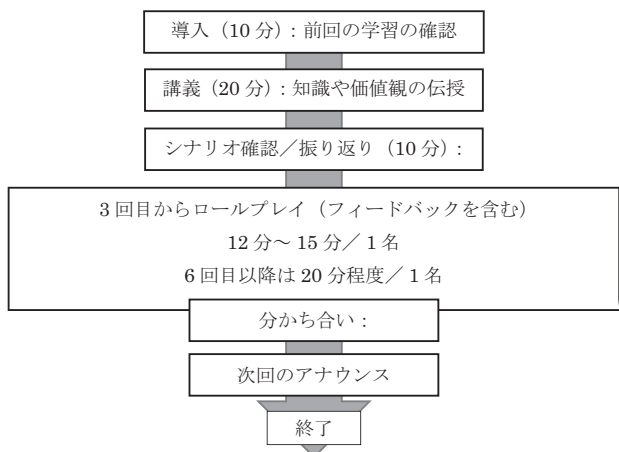 導入（10 分）：前回の学習の確認
講義（20 分）：知識や価値観の伝授
シナリオ確認／振り返り（10 分）：
3 回目からロールプレイ（フィードバックを含む）
12 分～ 15 分／ 1 名
6 回目以降は 20 分程度／ 1 名
分かち合い：
次回のアナウンス
終了